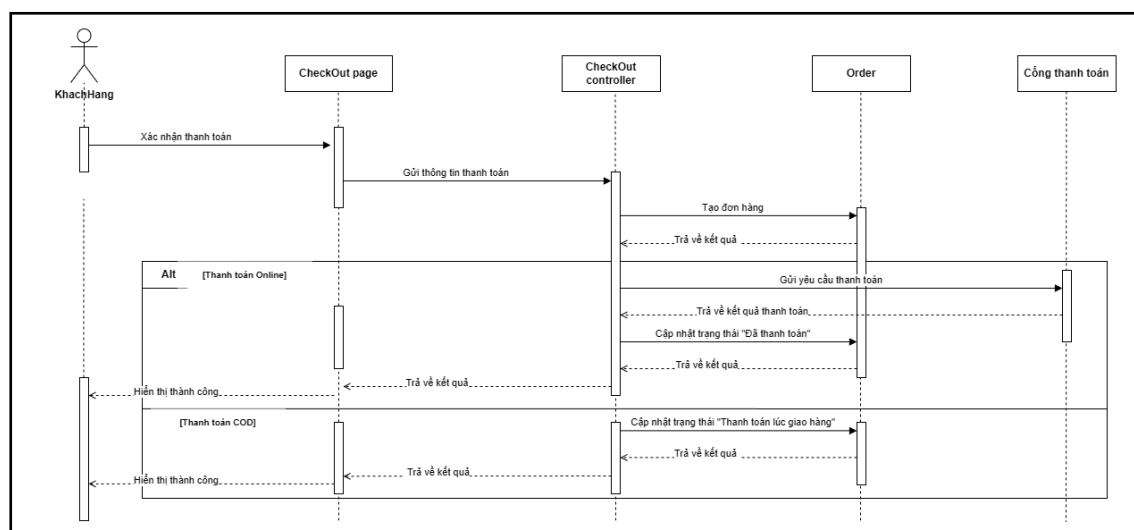 KhachHang
CheckOut page
CheckOut
controller
Order
Cổng thanh toán
Xác nhận thanh toán
Gửi thông tin thanh toán
Tạo đơn hàng
Trả về kết quả
Alt
[Thanh toán Online]
Gửi yêu cầu thanh toán
Trả về kết quả thanh toán
Cập nhật trạng thái "Đã thanh toán"
Trả về kết quả
Trả về kết quả
Hiển thị thành công
[Thanh toán COD]
Cập nhật trạng thái "Thanh toán lúc giao hàng"
Trả về kết quả
Trả về kết quả
Hiển thị thành công